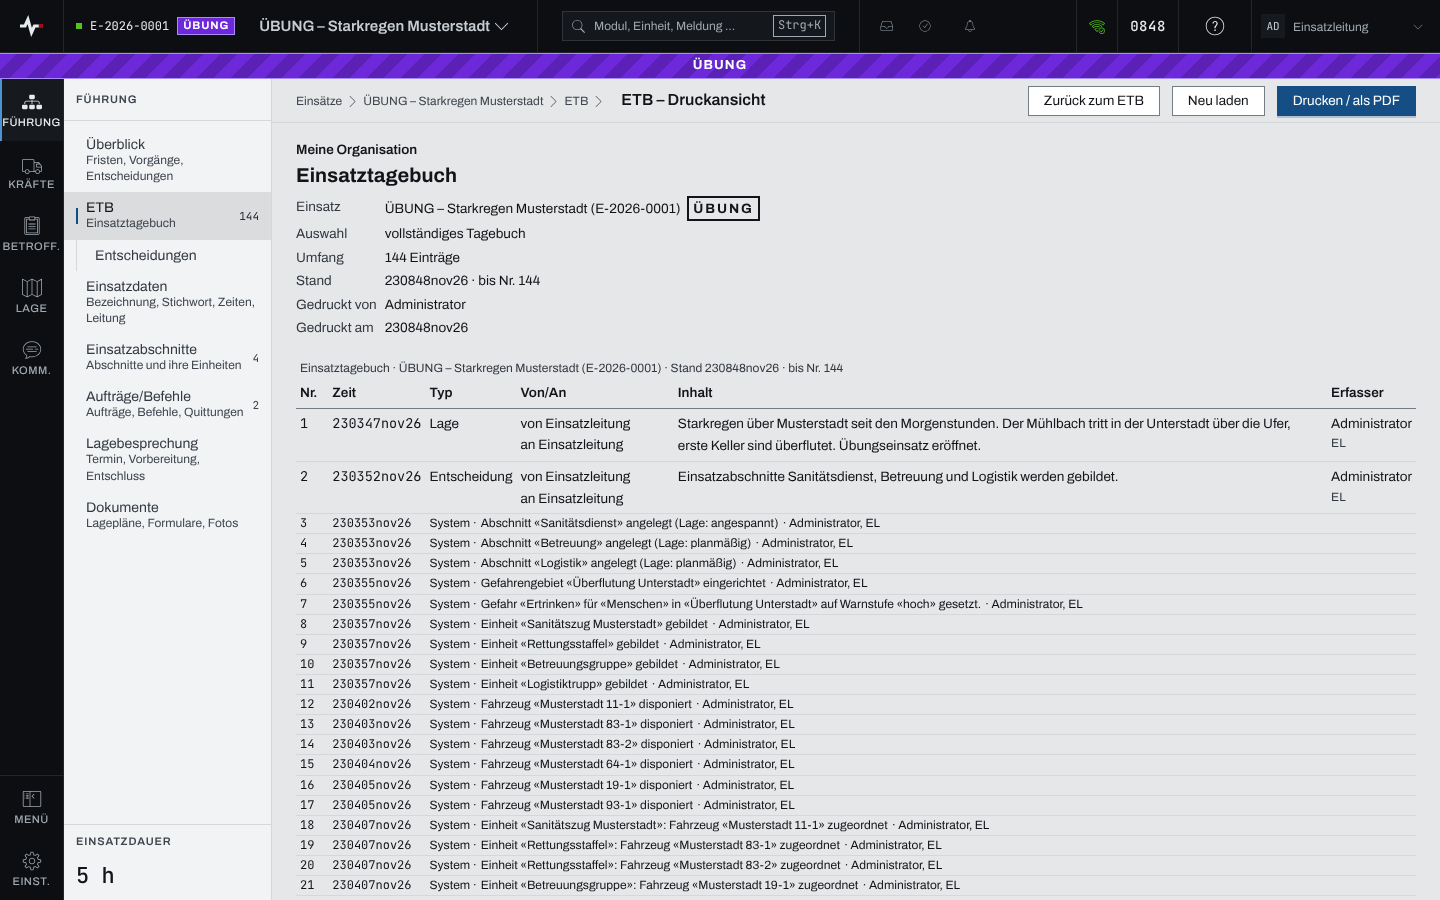 E-2026-0001 ÜBUNG ÜBUNG – Starkregen Musterstadt Modul, Einheit, Meldung ... Strg+K 0848 ? AD Einsatzleitung
ÜBUNG
FÜHRUNG
KRÄFTE
BETROFF.
LAGE
KOMM.
MENÜ
EINST.
FÜHRUNG
Überblick
Fristen, Vorgänge,
Entscheidungen
ETB
Einsatztagebuch 144
Entscheidungen
Einsatzdaten
Bezeichnung, Stichwort, Zeiten,
Leitung
Einsatzabschnitte
Abschnitte und ihre Einheiten 4
Aufträge/Befehle
Aufträge, Befehle, Quittungen 2
Lagebesprechung
Termin, Vorbereitung,
Entschluss
Dokumente
Lagepläne, Formulare, Fotos
EINSATZDAUER
5 h
Einsätze ÜBUNG – Starkregen Musterstadt ETB ETB – Druckansicht Zurück zum ETB Neu laden Drucken / als PDF
Meine Organisation
Einsatztagebuch
Einsatz ÜBUNG – Starkregen Musterstadt (E-2026-0001) ÜBUNG
Auswahl vollständiges Tagebuch
Umfang 144 Einträge
Stand 230848nov26 · bis Nr. 144
Gedruckt von Administrator
Gedruckt am 230848nov26
Einsatztagebuch · ÜBUNG – Starkregen Musterstadt (E-2026-0001) · Stand 230848nov26 · bis Nr. 144
Nr. Zeit Typ Von/An Inhalt Erfasser
1 230347nov26 Lage von Einsatzleitung Starkregen über Musterstadt seit den Morgenstunden. Der Mühlbach tritt in der Unterstadt über die Ufer, Administrator
an Einsatzleitung erste Keller sind überflutet. Übungseinsatz eröffnet. EL
2 230352nov26 Entscheidung von Einsatzleitung Einsatzabschnitte Sanitätsdienst, Betreuung und Logistik werden gebildet. Administrator
an Einsatzleitung EL
3 230353nov26 System · Abschnitt «Sanitätsdienst» angelegt (Lage: angespannt) · Administrator, EL
4 230353nov26 System · Abschnitt «Betreuung» angelegt (Lage: planmäßig) · Administrator, EL
5 230353nov26 System · Abschnitt «Logistik» angelegt (Lage: planmäßig) · Administrator, EL
6 230355nov26 System · Gefahrengebiet «Überflutung Unterstadt» eingerichtet · Administrator, EL
7 230355nov26 System · Gefahr «Ertrinken» für «Menschen» in «Überflutung Unterstadt» auf Warnstufe «hoch» gesetzt. · Administrator, EL
8 230357nov26 System · Einheit «Sanitätszug Musterstadt» gebildet · Administrator, EL
9 230357nov26 System · Einheit «Rettungsstaffel» gebildet · Administrator, EL
10 230357nov26 System · Einheit «Betreuungsgruppe» gebildet · Administrator, EL
11 230357nov26 System · Einheit «Logistiktrupp» gebildet · Administrator, EL
12 230402nov26 System · Fahrzeug «Musterstadt 11-1» disponiert · Administrator, EL
13 230403nov26 System · Fahrzeug «Musterstadt 83-1» disponiert · Administrator, EL
14 230403nov26 System · Fahrzeug «Musterstadt 83-2» disponiert · Administrator, EL
15 230404nov26 System · Fahrzeug «Musterstadt 64-1» disponiert · Administrator, EL
16 230405nov26 System · Fahrzeug «Musterstadt 19-1» disponiert · Administrator, EL
17 230405nov26 System · Fahrzeug «Musterstadt 93-1» disponiert · Administrator, EL
18 230407nov26 System · Einheit «Sanitätszug Musterstadt»: Fahrzeug «Musterstadt 11-1» zugeordnet · Administrator, EL
19 230407nov26 System · Einheit «Rettungsstaffel»: Fahrzeug «Musterstadt 83-1» zugeordnet · Administrator, EL
20 230407nov26 System · Einheit «Rettungsstaffel»: Fahrzeug «Musterstadt 83-2» zugeordnet · Administrator, EL
21 230407nov26 System · Einheit «Betreuungsgruppe»: Fahrzeug «Musterstadt 19-1» zugeordnet · Administrator, EL